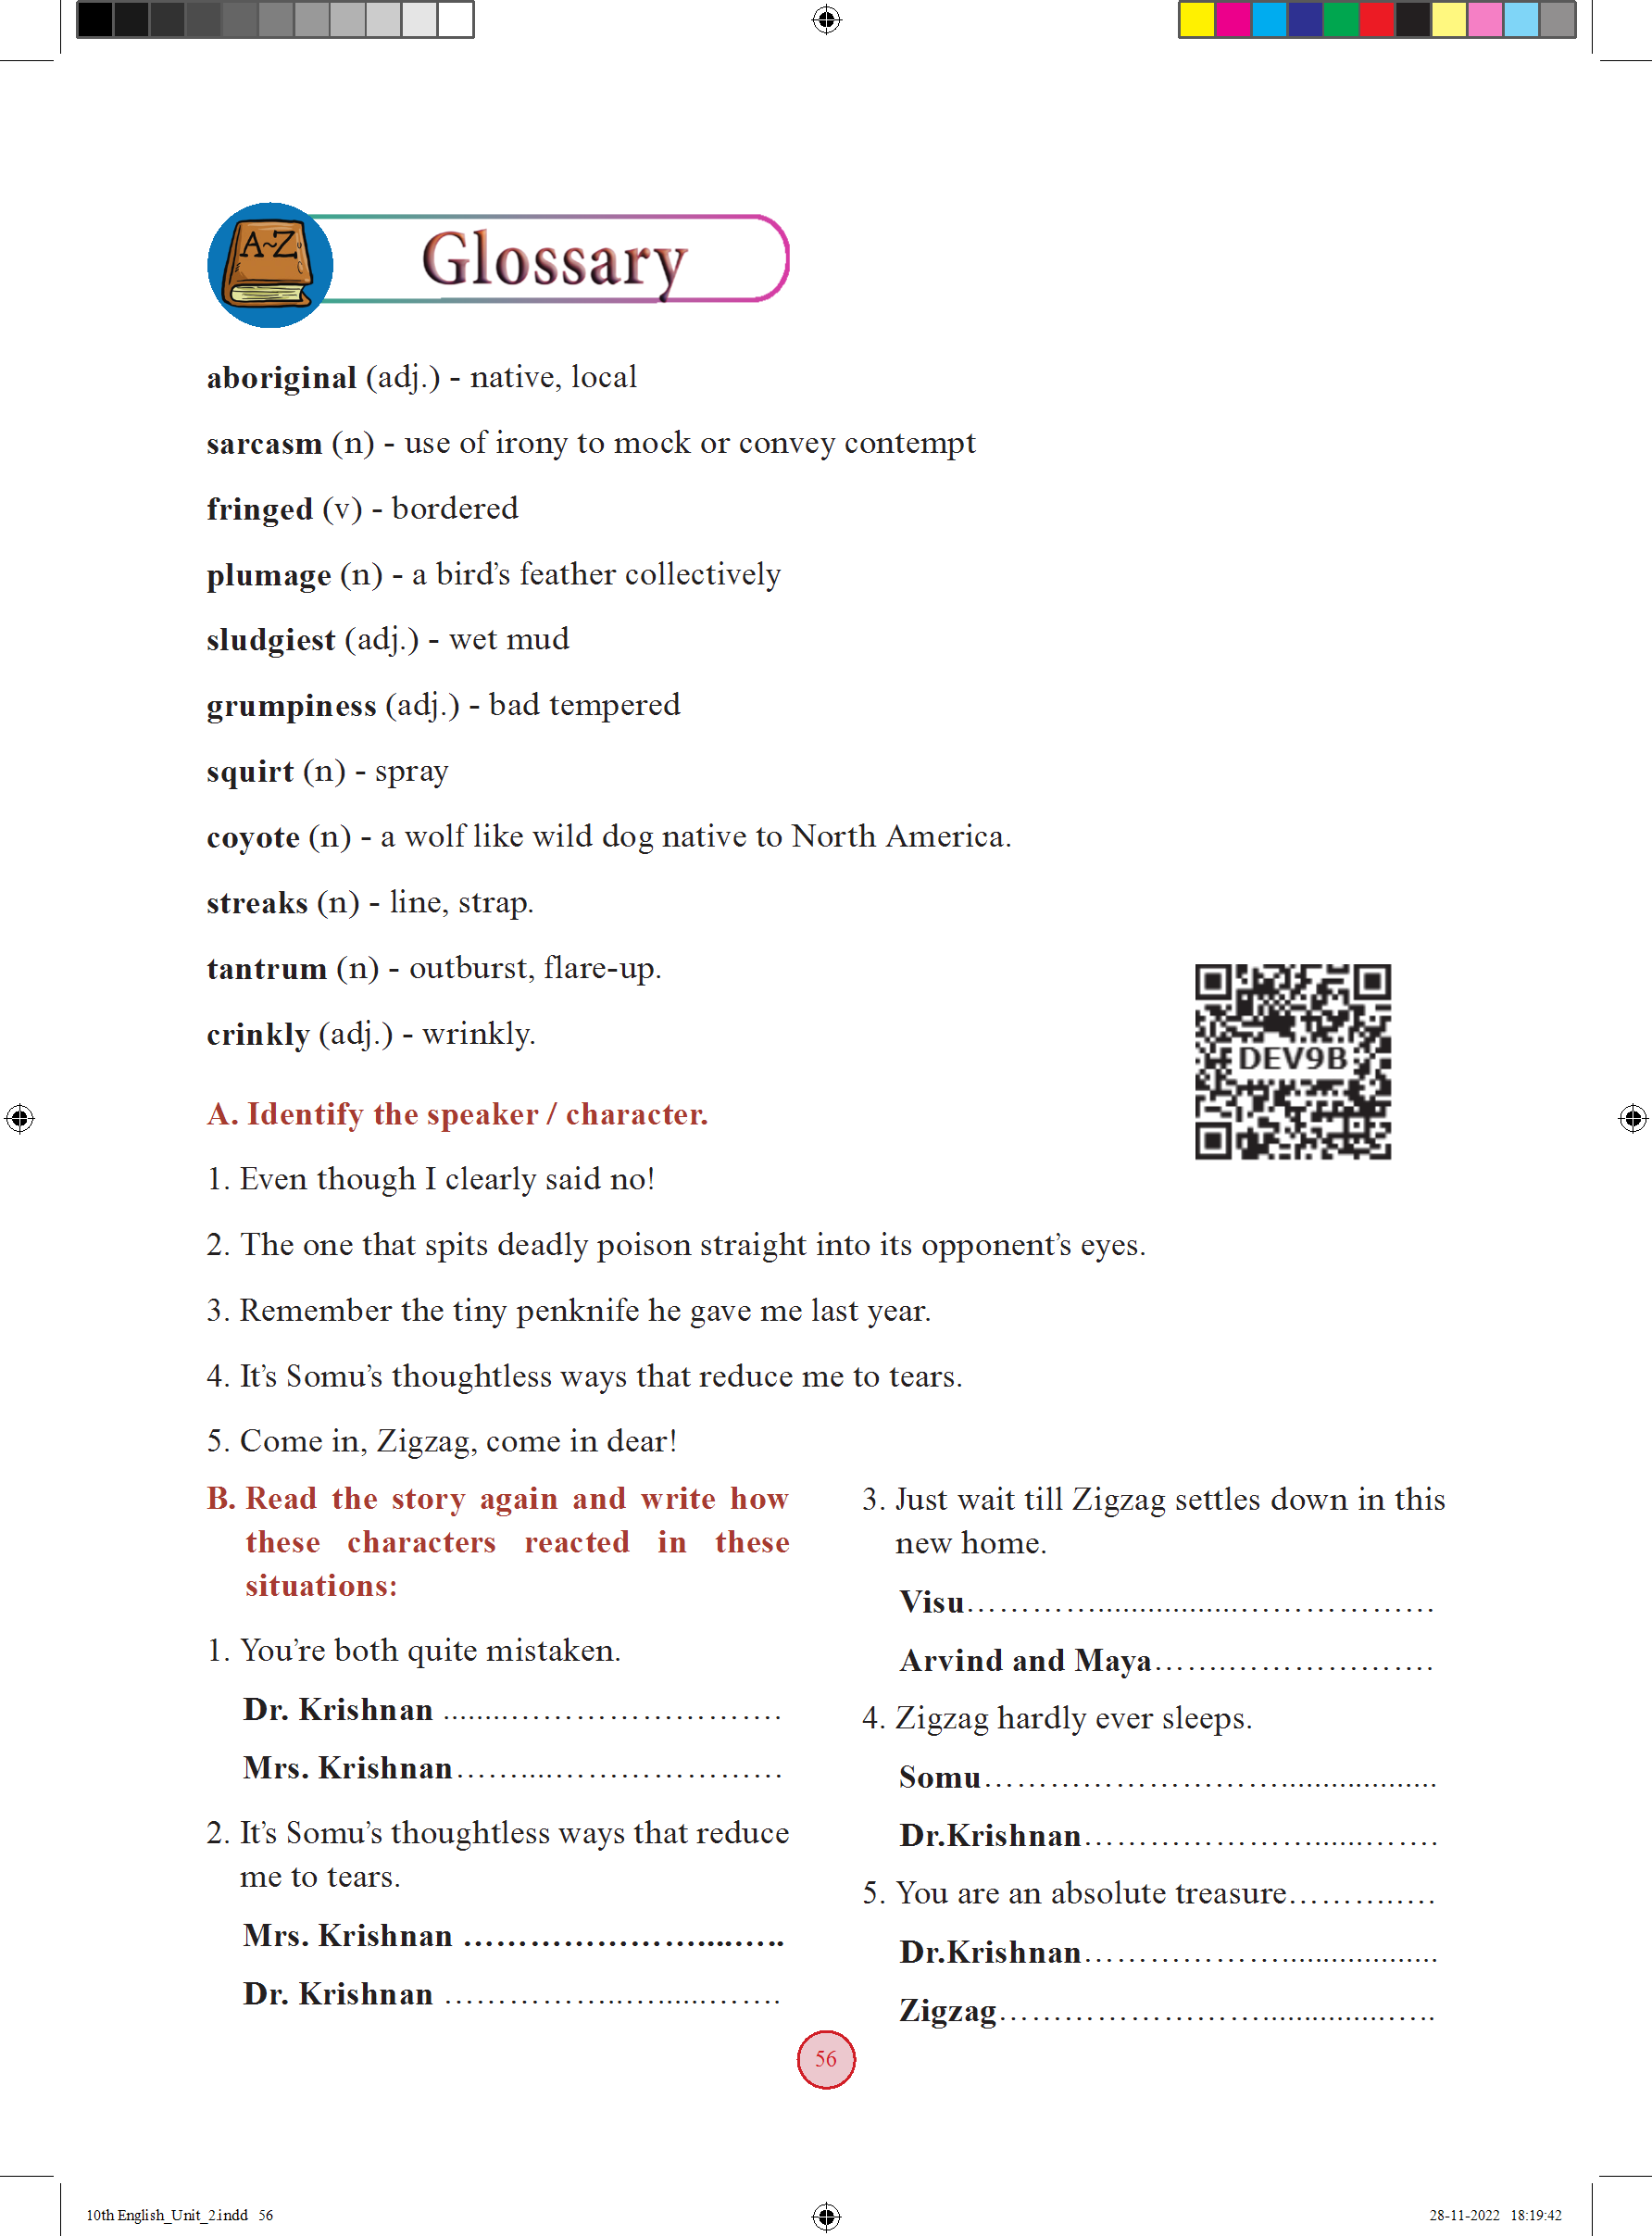 A~Z
Glossary
aboriginal (adj.) - native, local
sarcasm (n) - use of irony to mock or convey contempt
fringed (v) - bordered
plumage (n) - a bird’s feather collectively
sludgiest (adj.) - wet mud
grumpiness (adj.) - bad tempered
squirt (n) - spray
coyote (n) - a wolf like wild dog native to North America.
streaks (n) - line, strap.
tantrum (n) - outburst, flare-up.
crinkly (adj.) - wrinkly.
DEV9B
A. Identify the speaker / character.
1. Even though I clearly said no!
2. The one that spits deadly poison straight into its opponent’s eyes.
3. Remember the tiny penknife he gave me last year.
4. It’s Somu’s thoughtless ways that reduce me to tears.
5. Come in, Zigzag, come in dear!
B. Read the story again and write how
these characters reacted in these
situations:
1. You’re both quite mistaken.
Dr. Krishnan ........…………………….
Mrs. Krishnan……....…………………
2. It’s Somu’s thoughtless ways that reduce
me to tears.
Mrs. Krishnan …………………....…..
Dr. Krishnan ……………..…......…….
3. Just wait till Zigzag settles down in this
new home.
Visu…………................………………
Arvind and Maya…….………………….
4. Zigzag hardly ever sleeps.
Somu………………………...................
Dr.Krishnan…………………......…….
5. You are an absolute treasure………..….
Dr.Krishnan………………...................
Zigzag……………………...............…..
56
10th English_Unit_2.indd 56
28-11-2022 18:19:42